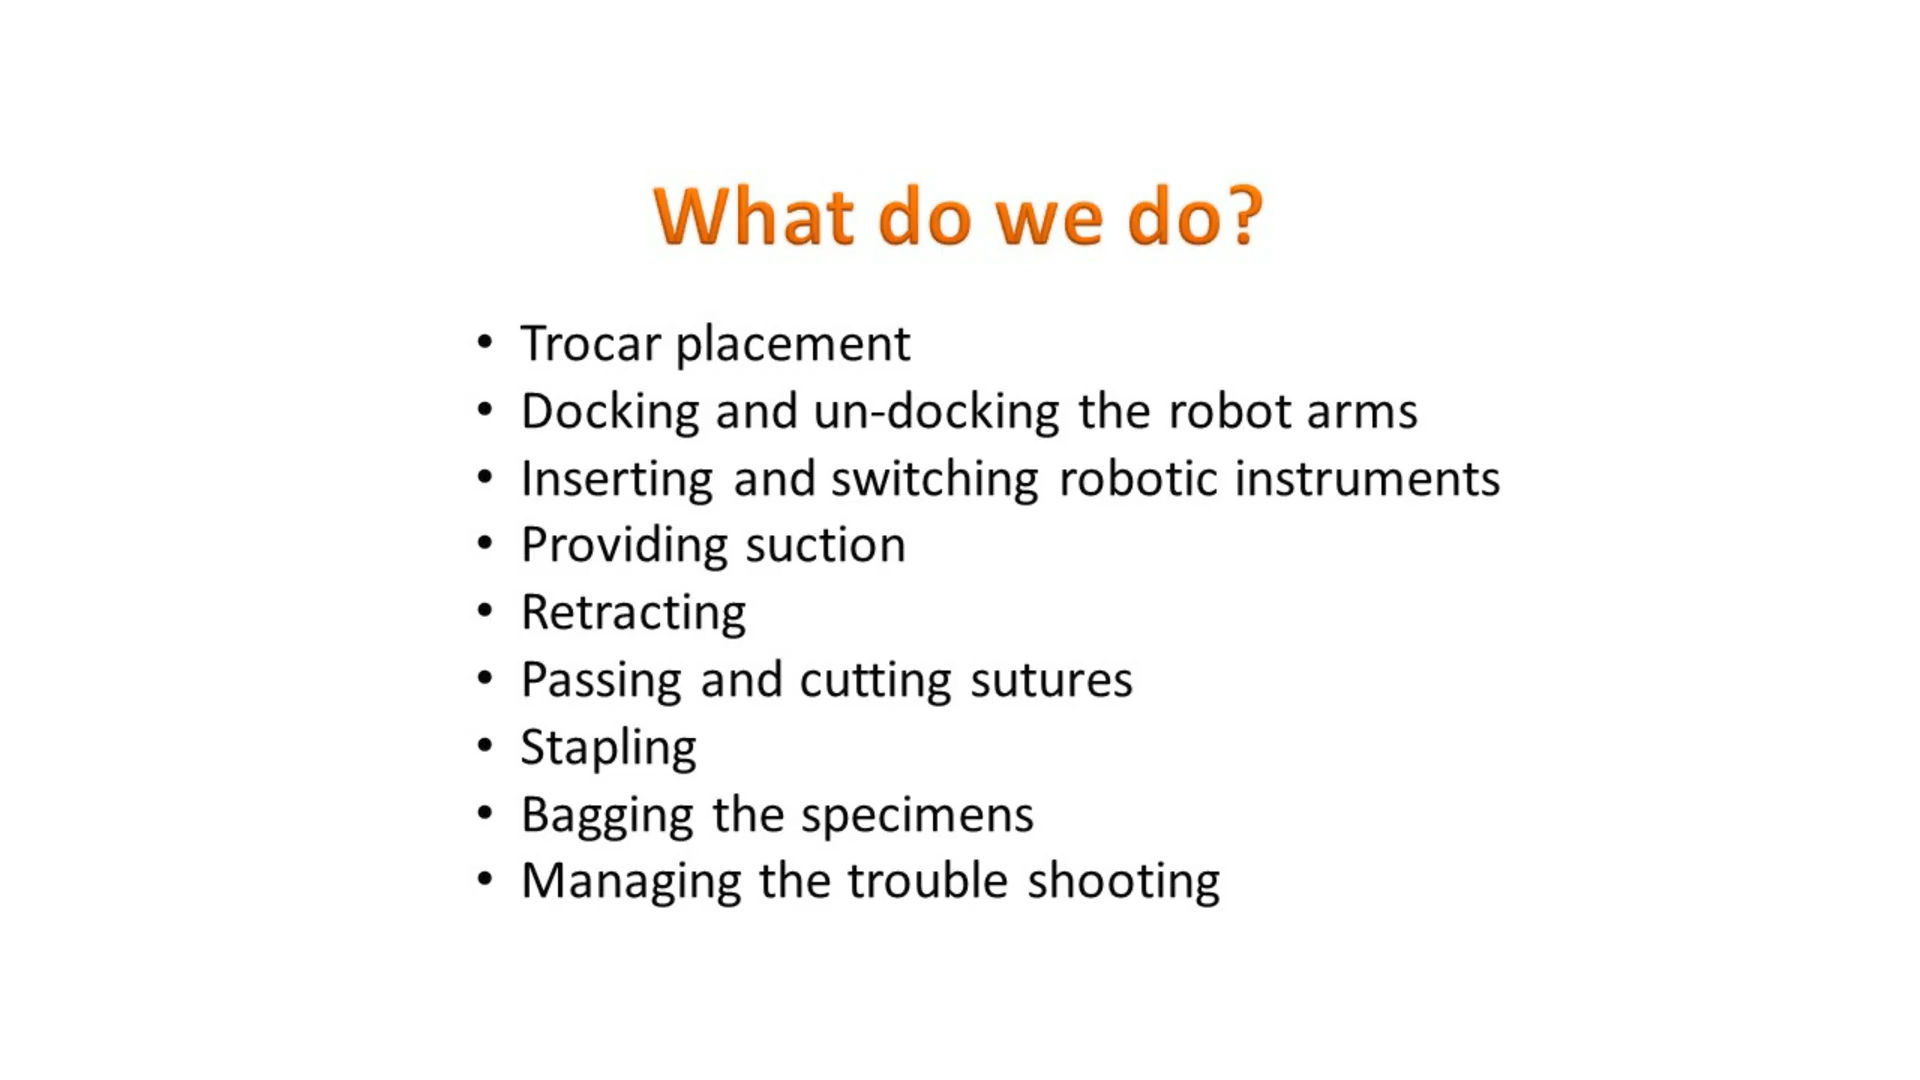 What do we do?
• Trocar placement
• Docking and un-docking the robot arms
• Inserting and switching robotic instruments
• Providing suction
• Retracting
• Passing and cutting sutures
• Stapling
• Bagging the specimens
• Managing the trouble shooting